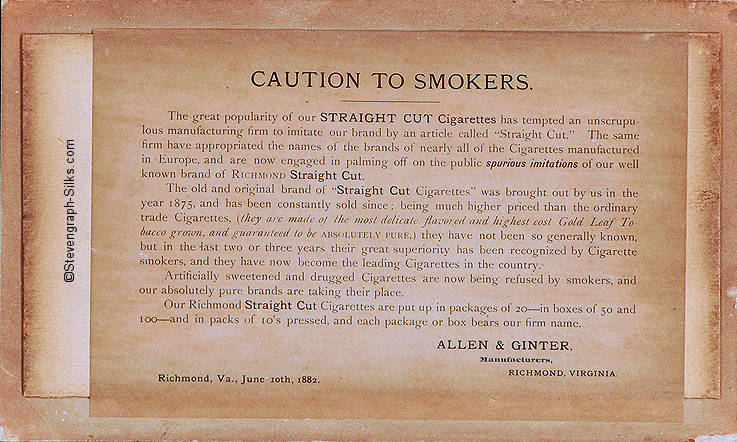 CAUTION TO SMOKERS.
The great popularity of our STRAIGHT CUT Cigarettes has tempted an unscrupu-
lous manufacturing firm to imitate our brand by an article called "Straight Cut." The same
firm have appropriated the names of the brands of nearly all of the Cigarettes manufactured
in Europe, and are now engaged in palming off on the public spurious imitations of our well
known brand of RICHMOND Straight Cut.
The old and original brand of "Straight Cut Cigarettes" was brought out by us in the
year 1875, and has been constantly sold since; being much higher priced than the ordinary
trade Cigarettes, (they are made of the most delicate flavored and highest cost Gold Leaf To-
bacco grown, and guaranteed to be ABSOLUTELY PURE,) they have not been so generally known,
but in the last two or three years their great superiority has been recognized by Cigarette
smokers, and they have now become the leading Cigarettes in the country.
Artificially sweetened and drugged Cigarettes are now being refused by smokers, and
our absolutely pure brands are taking their place.
Our Richmond Straight Cut Cigarettes are put up in packages of 20—in boxes of 50 and
100—and in packs of 10's pressed, and each package or box bears our firm name.
ALLEN & GINTER,
Manufacturers,
RICHMOND, VIRGINIA.
Richmond, Va., June 10th, 1882.
©Stevengraph-Silks.com